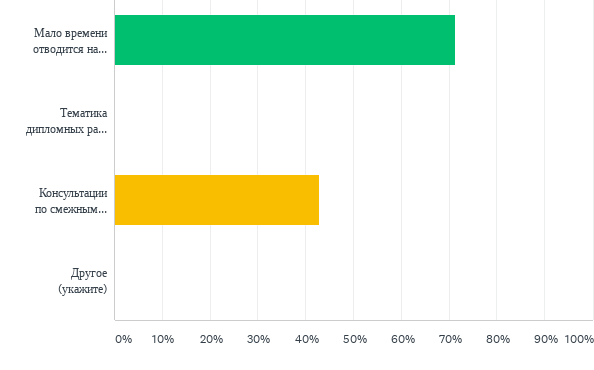 Мало времени
отводится на...
Тематика
дипломных ра...
Консультации
по смежным...
Другое
(укажите)
0% 10% 20% 30% 40% 50% 60% 70% 80% 90% 100%